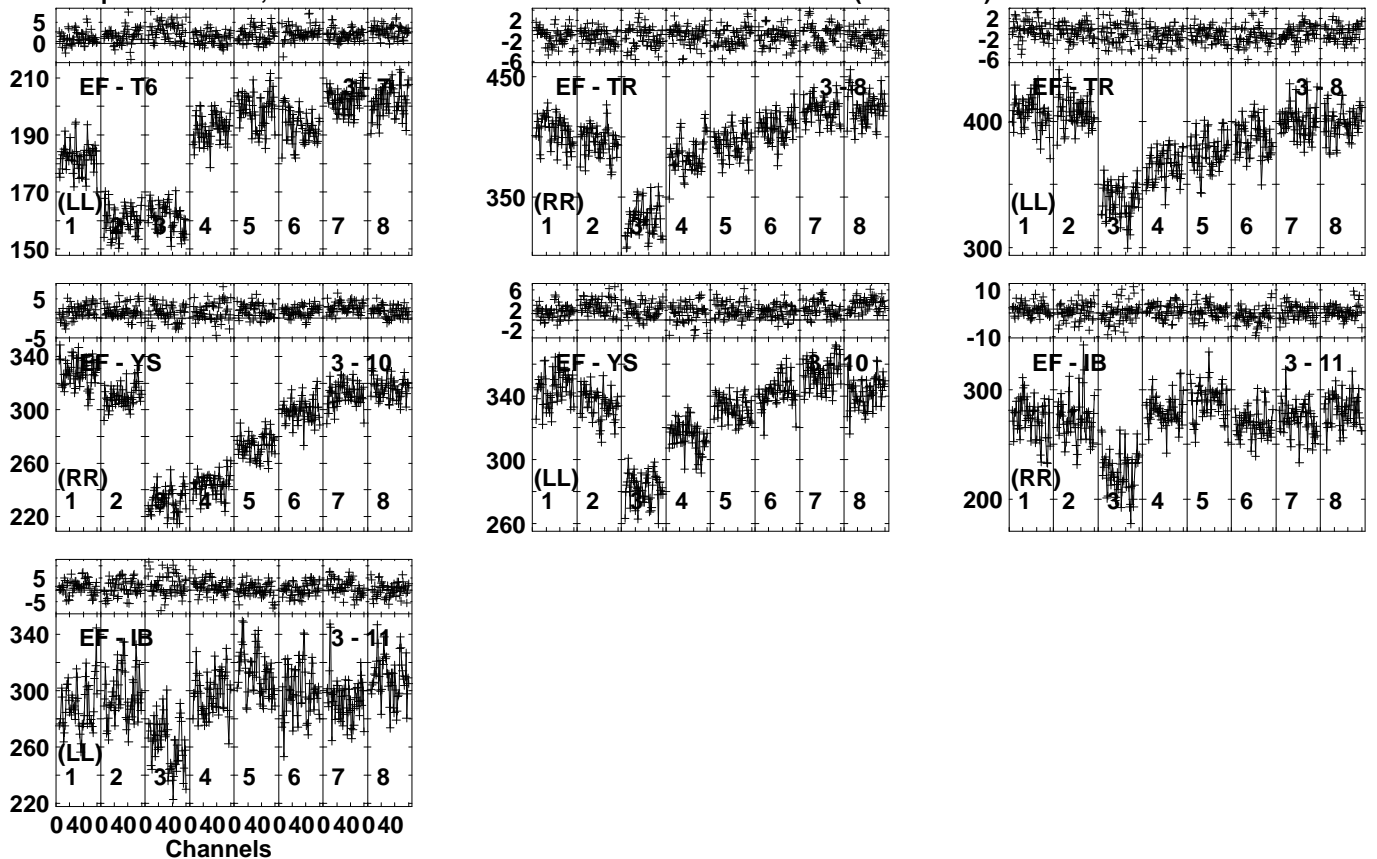 5
0
210
190
170
150
EF - T6
3 - 7
(LL)
1 2 3 4 5 6 7 8
2
-2
-6
450
350
EF - TR
3 - 8
(RR)
1 2 3 4 5 6 7 8
2
-2
-6
400
300
EF - TR
3 - 8
(LL)
1 2 3 4 5 6 7 8
5
-5
340
300
260
220
EF - YS
3 - 10
(RR)
1 2 3 4 5 6 7 8
6
2
-2
340
300
260
EF - YS
3 - 10
(LL)
1 2 3 4 5 6 7 8
10
-10
300
200
EF - IB
3 - 11
(RR)
1 2 3 4 5 6 7 8
5
-5
340
300
260
220
EF - IB
3 - 11
(LL)
1 2 3 4 5 6 7 8
0 40 0 40 0 40 0 40 0 40 0 40 0 40 0 40
Channels